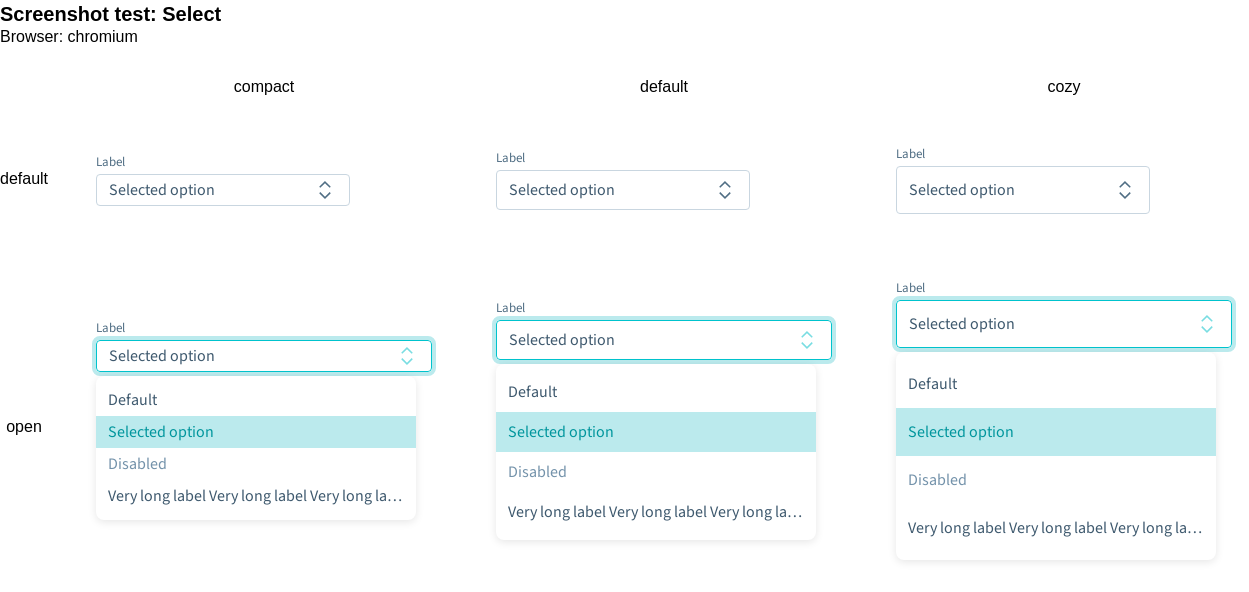 Screenshot test: Select
Browser: chromium
compact default cozy
default
Label
Selected option
Label
Selected option
Label
Selected option
open
Label
Selected option
Default
Selected option
Disabled
Very long label Very long label Very long la…
Label
Selected option
Default
Selected option
Disabled
Very long label Very long label Very long la…
Label
Selected option
Default
Selected option
Disabled
Very long label Very long label Very long la…